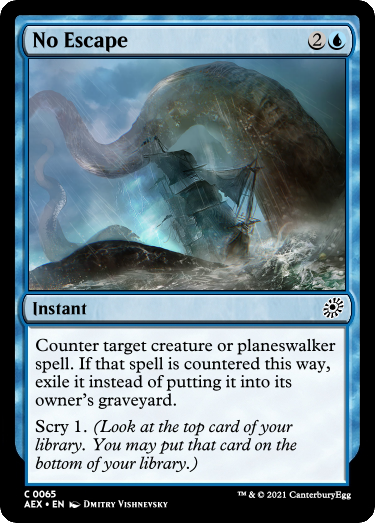 No Escape 2
Instant
Counter target creature or planeswalker
spell. If that spell is countered this way,
exile it instead of putting it into its
owner's graveyard.
Scry 1. (Look at the top card of your
library. You may put that card on the
bottom of your library.)
C 0065
AEX • EN Dmitry Vishnevsky
™ & © 2021 CanterburyEgg